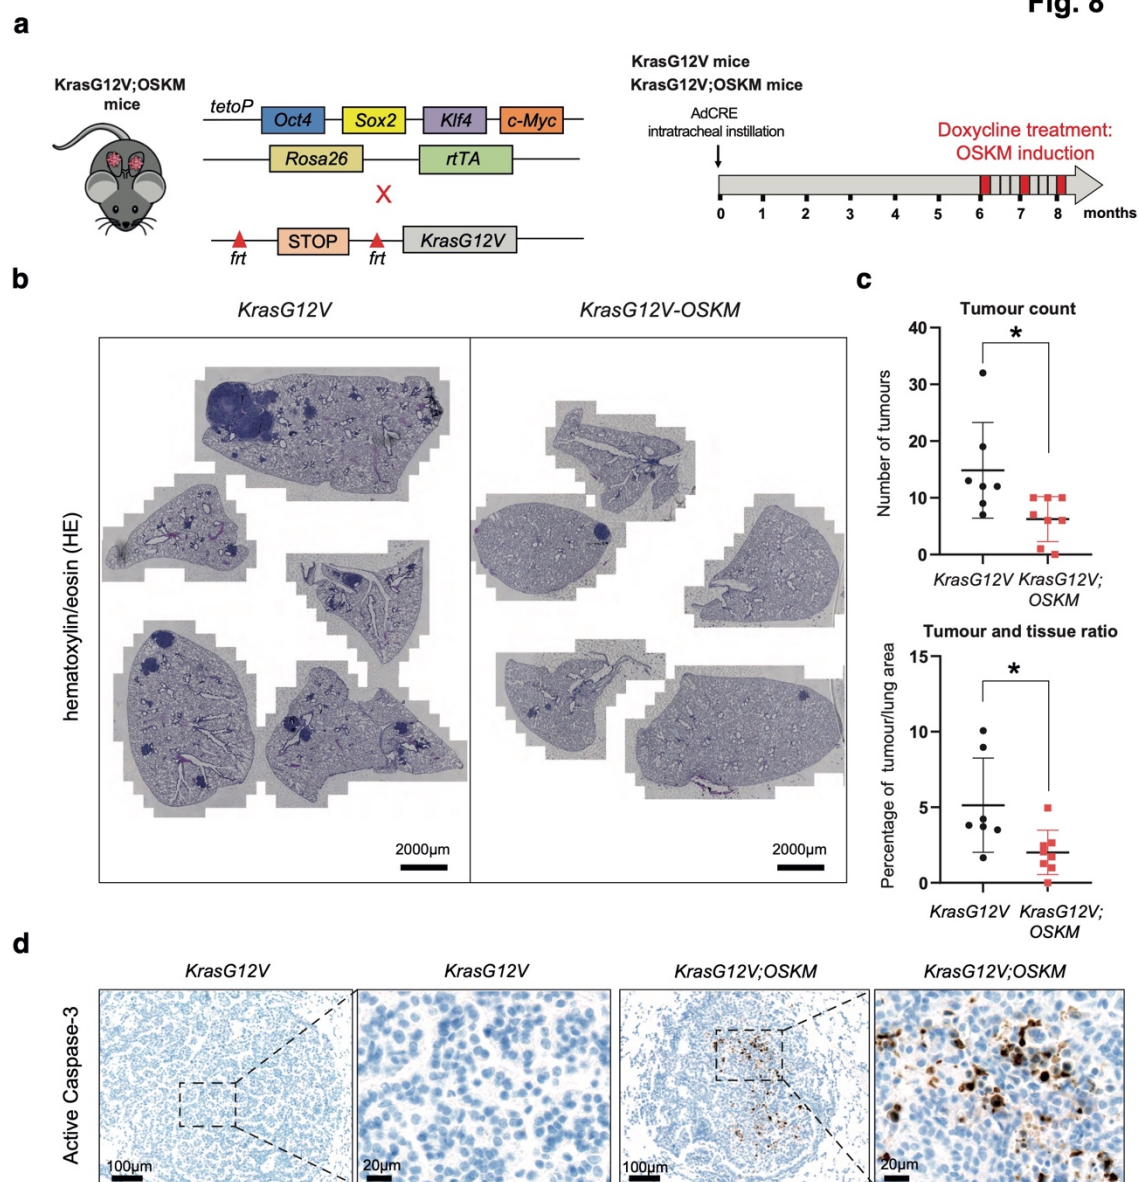 Fig. 8
a
KrasG12V;OSKM
mice
tetoP
Oct4 Sox2 Klf4 c-Myc
Rosa26 rtTA
X
STOP KrasG12V
frt frt
KrasG12V mice
KrasG12V;OSKM mice
AdCRE
intratracheal instillation
Doxycline treatment:
OSKM induction
0 1 2 3 4 5 6 7 8 months
b
KrasG12V KrasG12V-OSKM
hematoxylin/eosin (HE)
2000µm 2000µm
c
Tumour count
*
Number of tumours
40
30
20
10
0
KrasG12V KrasG12V;
OSKM
Tumour and tissue ratio
*
Percentage of tumour/lung area
15
10
5
0
KrasG12V KrasG12V;
OSKM
d
KrasG12V KrasG12V KrasG12V;OSKM KrasG12V;OSKM
Active Caspase-3
100µm 20µm 100µm 20µm